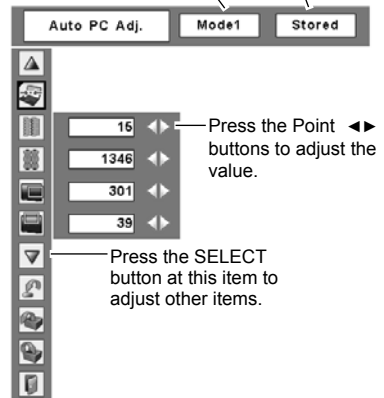 Auto PC Adj. Mode1 Stored
15
Press the Point ◄►
buttons to adjust the
value.
1346
301
39
Press the SELECT
button at this item to
adjust other items.